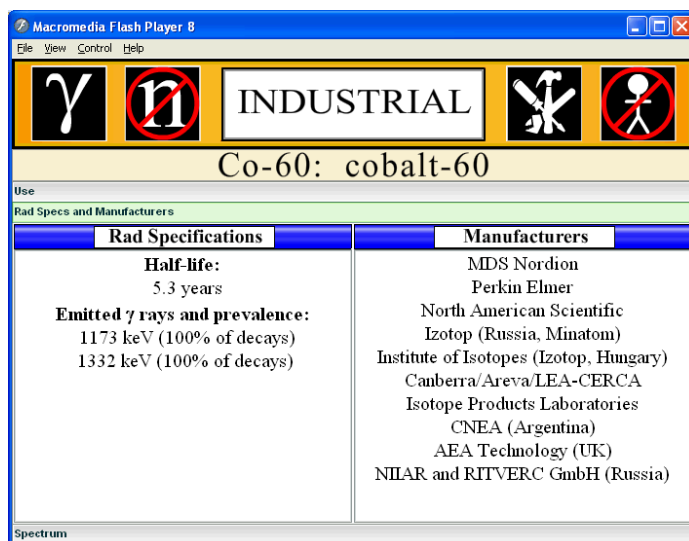 Macromedia Flash Player 8
File View Control Help
γ n INDUSTRIAL
Co-60: cobalt-60
Use
Rad Specs and Manufacturers
Rad Specifications
Half-life:
5.3 years
Emitted γ rays and prevalence:
1173 keV (100% of decays)
1332 keV (100% of decays)
Manufacturers
MDS Nordion
Perkin Elmer
North American Scientific
Izotop (Russia, Minatom)
Institute of Isotopes (Izotop, Hungary)
Canberra/Areva/LEA-CERCA
Isotope Products Laboratories
CNEA (Argentina)
AEA Technology (UK)
NIIAR and RITVERC GmbH (Russia)
Spectrum